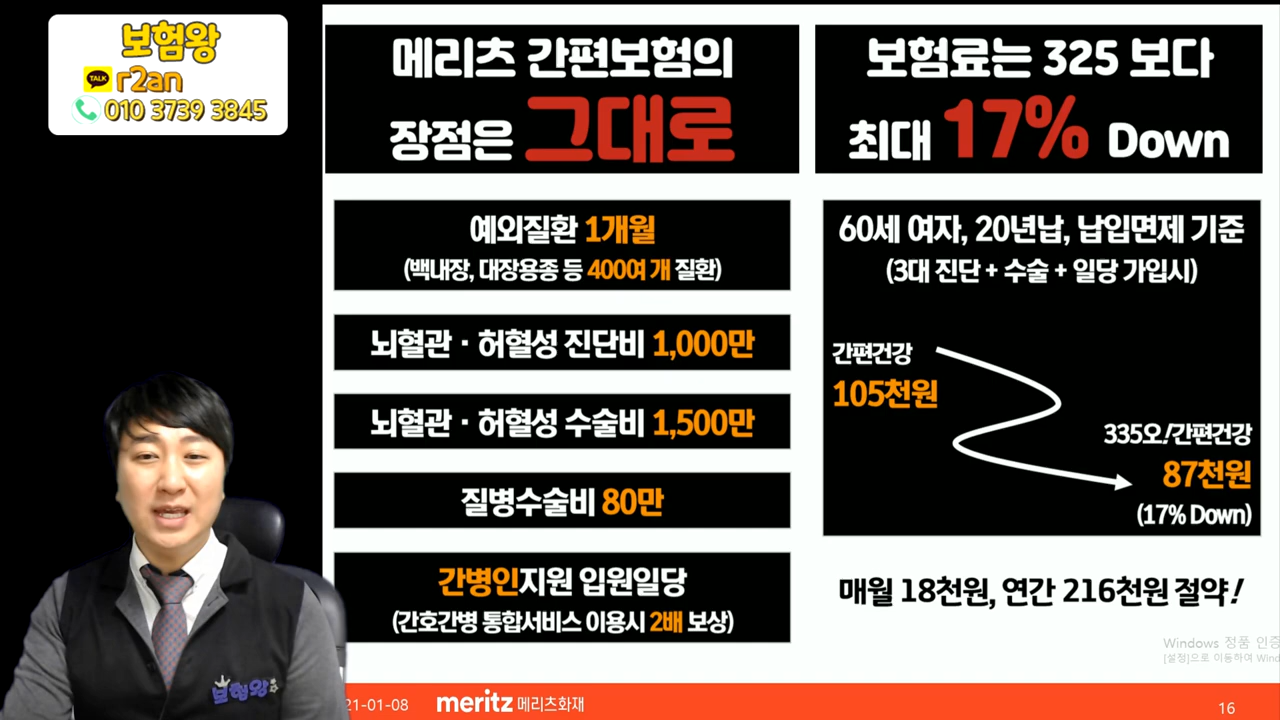 보험왕
TALK r2an
010 3739 3845
메리츠 간편보험의
장점은 그대로
보험료는 325 보다
최대 17% Down
예외질환 1개월
(백내장, 대장용종 등 400여 개 질환)
뇌혈관 · 허혈성 진단비 1,000만
뇌혈관 · 허혈성 수술비 1,500만
질병수술비 80만
간병인지원 입원일당
(간호간병 통합서비스 이용시 2배 보상)
60세 여자, 20년납, 납입면제 기준
(3대 진단 + 수술 + 일당 가입시)
간편건강
105천원
335오!간편건강
87천원
(17% Down)
매월 18천원, 연간 216천원 절약!
Windows 정품 인증
[설정]으로 이동하여 Wind
보험왕
21-01-08
meritz 메리츠화재
16